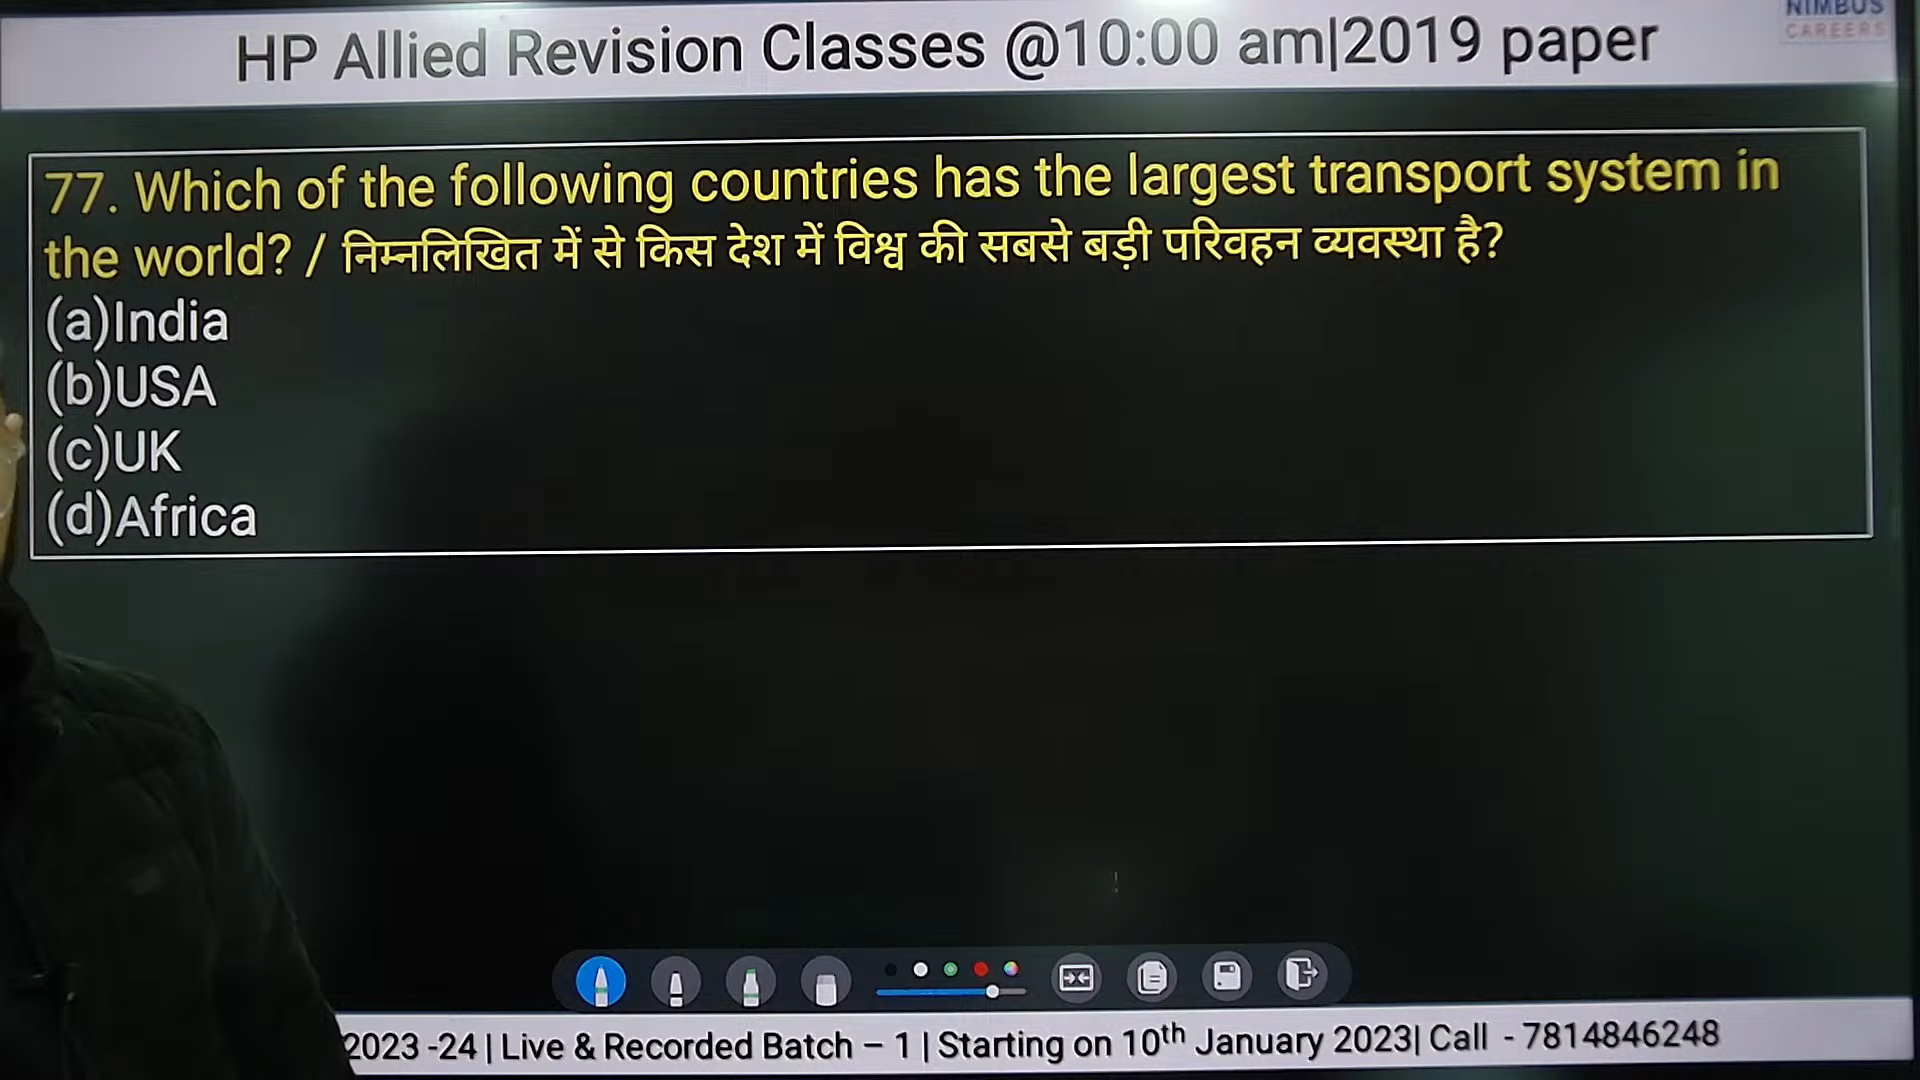 NIMBUS
CAREERS
HP Allied Revision Classes @10:00 am|2019 paper
77. Which of the following countries has the largest transport system in
the world? / निम्नलिखित में से किस देश में विश्व की सबसे बड़ी परिवहन व्यवस्था है?
(a)India
(b)USA
(c)UK
(d)Africa
2023 -24 | Live & Recorded Batch – 1 | Starting on 10th January 2023| Call - 7814846248